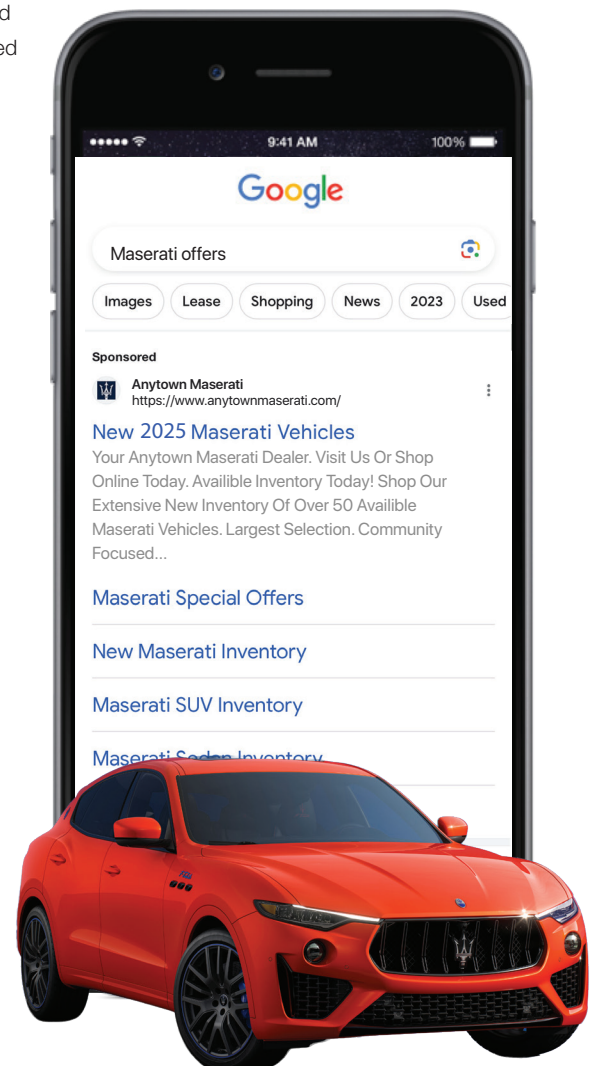 d
ed
9:41 AM 100%
Google
Maserati offers
Images Lease Shopping News 2023 Used
Sponsored
Anytown Maserati
https://www.anytownmaserati.com/
New 2025 Maserati Vehicles
Your Anytown Maserati Dealer. Visit Us Or Shop
Online Today. Availible Inventory Today! Shop Our
Extensive New Inventory Of Over 50 Availible
Maserati Vehicles. Largest Selection. Community
Focused...
Maserati Special Offers
New Maserati Inventory
Maserati SUV Inventory
Maserati Sedan Inventory